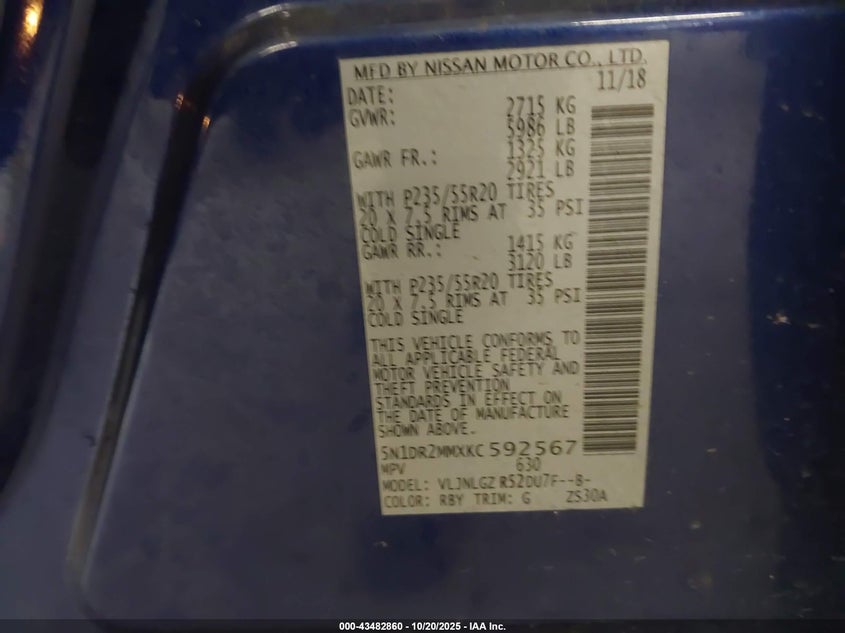 MFD BY NISSAN MOTOR CO., LTD.
DATE: 11/18
GVWR: 2715 KG
5986 LB
GAWR FR.: 1325 KG
2921 LB
WITH P235/55R20 TIRES
20 X 7.5 RIMS AT 35 PSI
COLD SINGLE
GAWR RR.: 1415 KG
3120 LB
WITH P235/55R20 TIRES
20 X 7.5 RIMS AT 35 PSI
COLD SINGLE
THIS VEHICLE CONFORMS TO
ALL APPLICABLE FEDERAL
MOTOR VEHICLE SAFETY AND
THEFT PREVENTION
STANDARDS IN EFFECT ON
THE DATE OF MANUFACTURE
SHOWN ABOVE.
5N1DR2MMXKC592567
MPV 630
MODEL: VLJNLGZ R52DU7F--B-
COLOR: RBY TRIM: G ZS30A
000-43482860 - 10/20/2025 - IAA Inc.